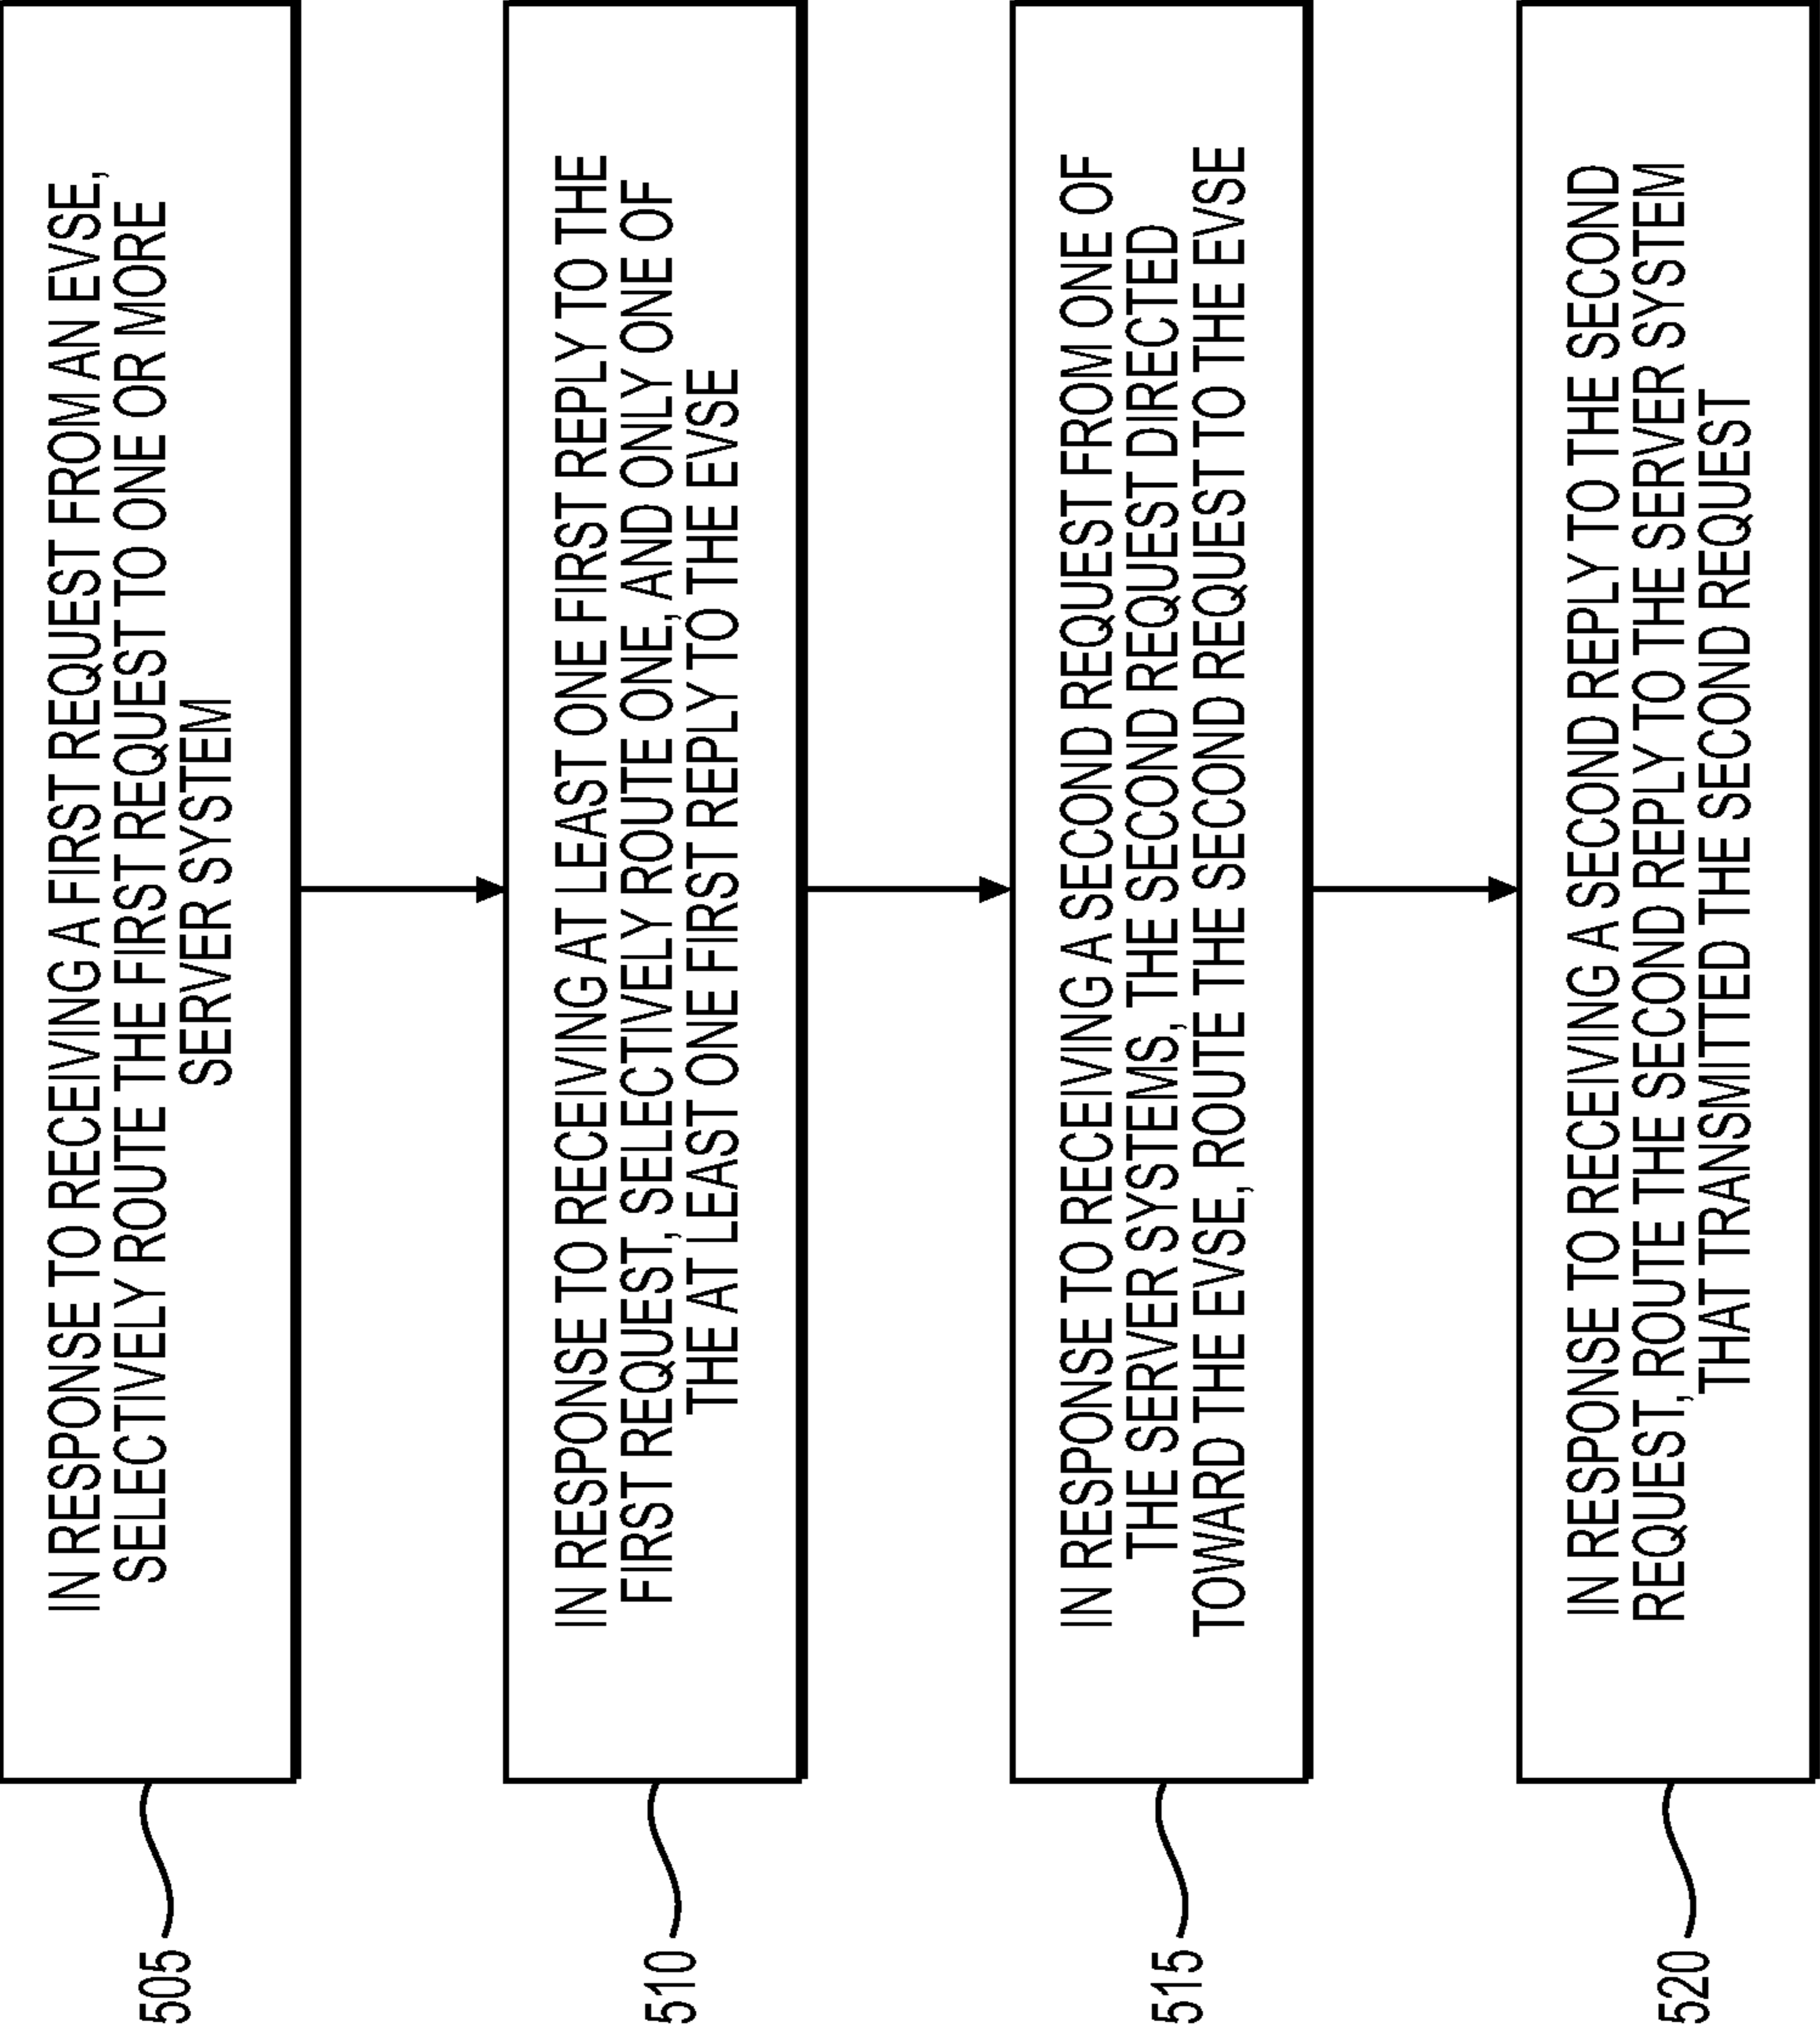 505
IN RESPONSE TO RECEIVING A FIRST REQUEST FROM AN EVSE,
SELECTIVELY ROUTE THE FIRST REQUEST TO ONE OR MORE
SERVER SYSTEM
510
IN RESPONSE TO RECEIVING AT LEAST ONE FIRST REPLY TO THE
FIRST REQUEST, SELECTIVELY ROUTE ONE, AND ONLY ONE OF
THE AT LEAST ONE FIRST REPLY TO THE EVSE
515
IN RESPONSE TO RECEIVING A SECOND REQUEST FROM ONE OF
THE SERVER SYSTEMS, THE SECOND REQUEST DIRECTED
TOWARD THE EVSE, ROUTE THE SECOND REQUEST TO THE EVSE
520
IN RESPONSE TO RECEIVING A SECOND REPLY TO THE SECOND
REQUEST, ROUTE THE SECOND REPLY TO THE SERVER SYSTEM
THAT TRANSMITTED THE SECOND REQUEST